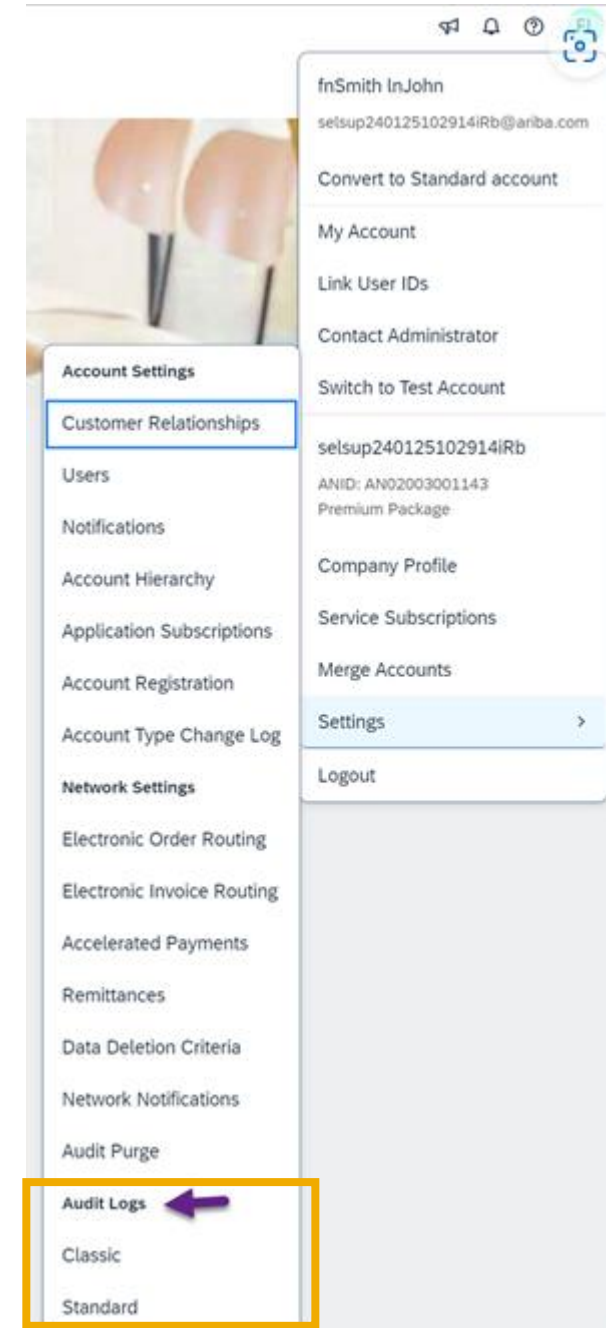 fnSmith lnJohn
selsup240125102914iRb@ariba.com
Convert to Standard account
My Account
Link User IDs
Contact Administrator
Switch to Test Account
selsup240125102914iRb
ANID: AN02003001143
Premium Package
Company Profile
Service Subscriptions
Merge Accounts
Settings
Logout
Account Settings
Customer Relationships
Users
Notifications
Account Hierarchy
Application Subscriptions
Account Registration
Account Type Change Log
Network Settings
Electronic Order Routing
Electronic Invoice Routing
Accelerated Payments
Remittances
Data Deletion Criteria
Network Notifications
Audit Purge
Audit Logs
Classic
Standard